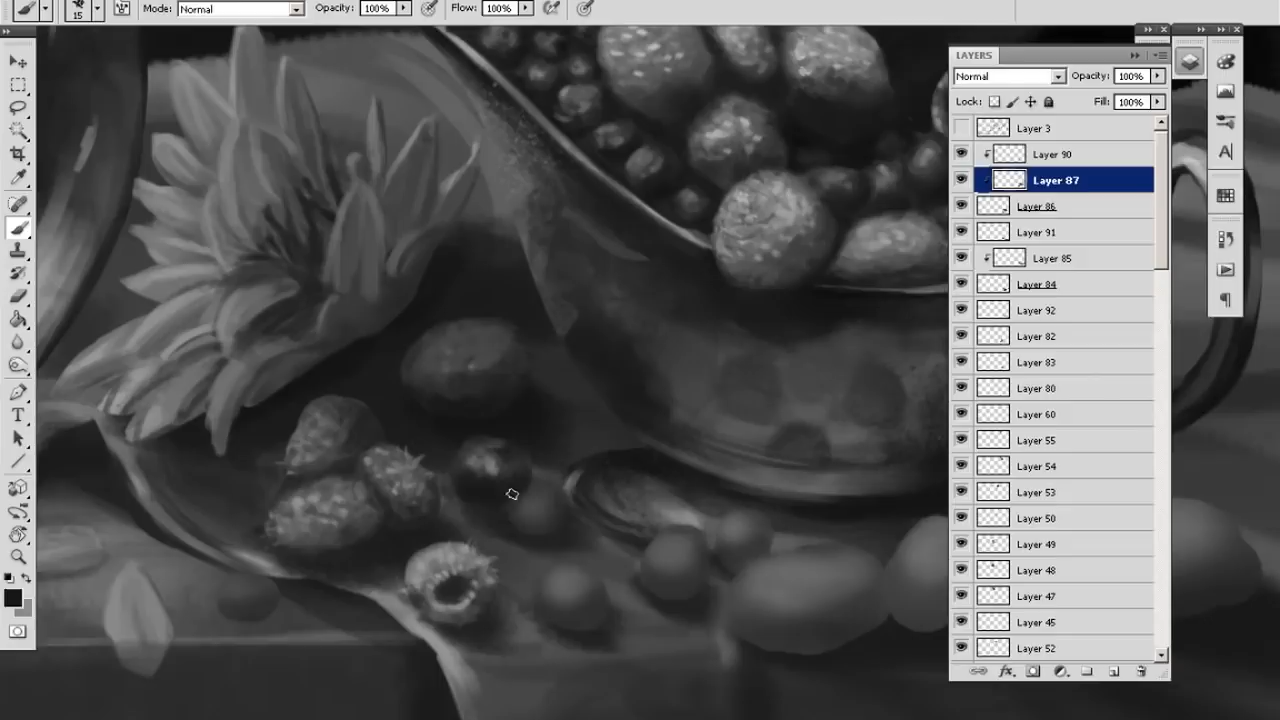 15
Mode: Normal
Opacity: 100%
Flow: 100%
LAYERS
Normal
Opacity: 100%
Lock:
Fill: 100%
Layer 3
Layer 90
Layer 87
Layer 86
Layer 91
Layer 85
Layer 84
Layer 92
Layer 82
Layer 83
Layer 80
Layer 60
Layer 55
Layer 54
Layer 53
Layer 50
Layer 49
Layer 48
Layer 47
Layer 45
Layer 52